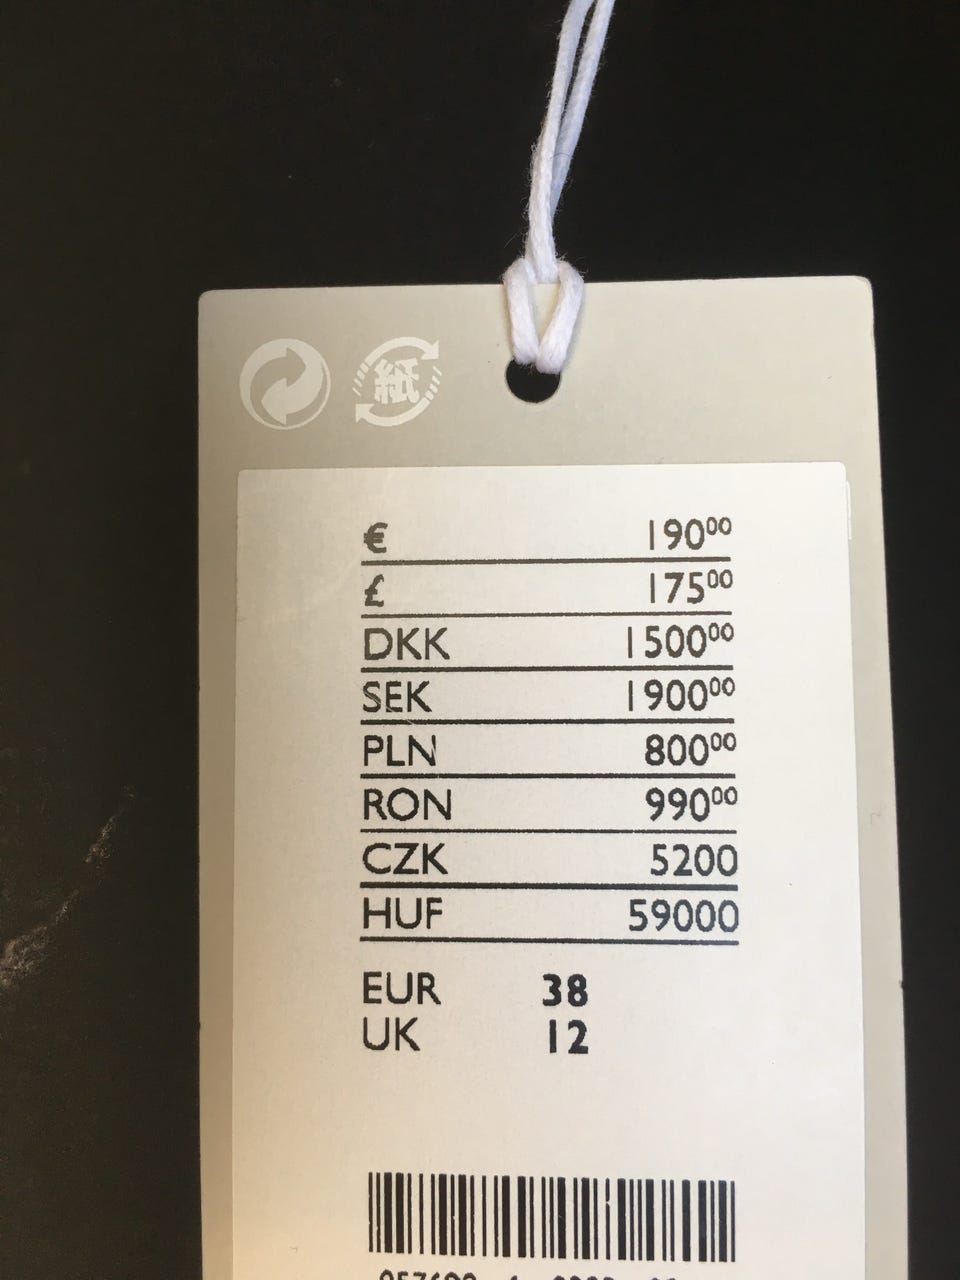 紙
€ 190⁰⁰
£ 175⁰⁰
DKK 1500⁰⁰
SEK 1900⁰⁰
PLN 800⁰⁰
RON 990⁰⁰
CZK 5200
HUF 59000
EUR 38
UK 12